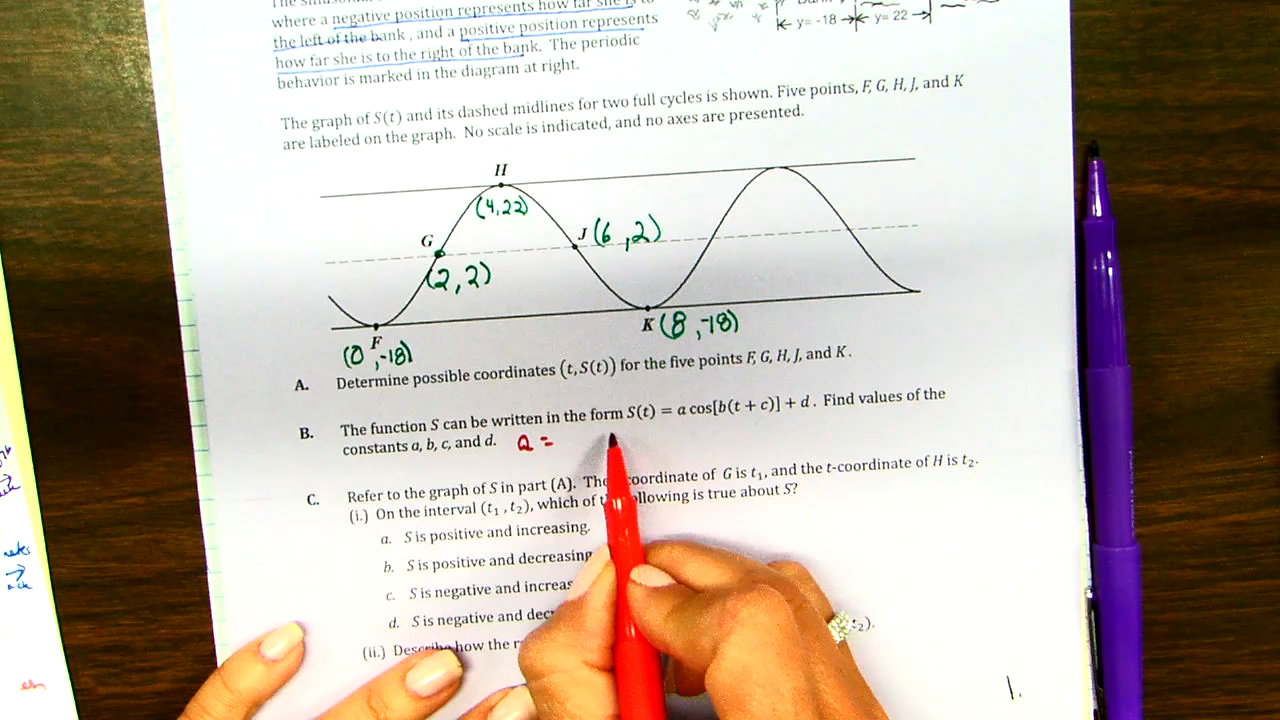 where a negative position represents how far she is to
the left of the bank , and a positive position represents
how far she is to the right of the bank. The periodic
behavior is marked in the diagram at right.
y= -18
y= 22
The graph of S(t) and its dashed midlines for two full cycles is shown. Five points, F, G, H, J, and K
are labeled on the graph. No scale is indicated, and no axes are presented.
H
(4,22)
G
J (6 ,2)
(2,2)
K (8 ,-18)
F
(0 ,-18)
A. Determine possible coordinates (t, S(t)) for the five points F, G, H, J, and K.
B. The function S can be written in the form S(t) = a cos[b(t + c)] + d. Find values of the
constants a, b, c, and d. a =
C. Refer to the graph of S in part (A). The coordinate of G is t₁, and the t-coordinate of H is t₂.
(i.) On the interval (t₁ , t₂), which of the following is true about S?
a. S is positive and increasing.
b. S is positive and decreasing
c. S is negative and increas
d. S is negative and dec
(ii.) Describe how the r
t₂).
1.